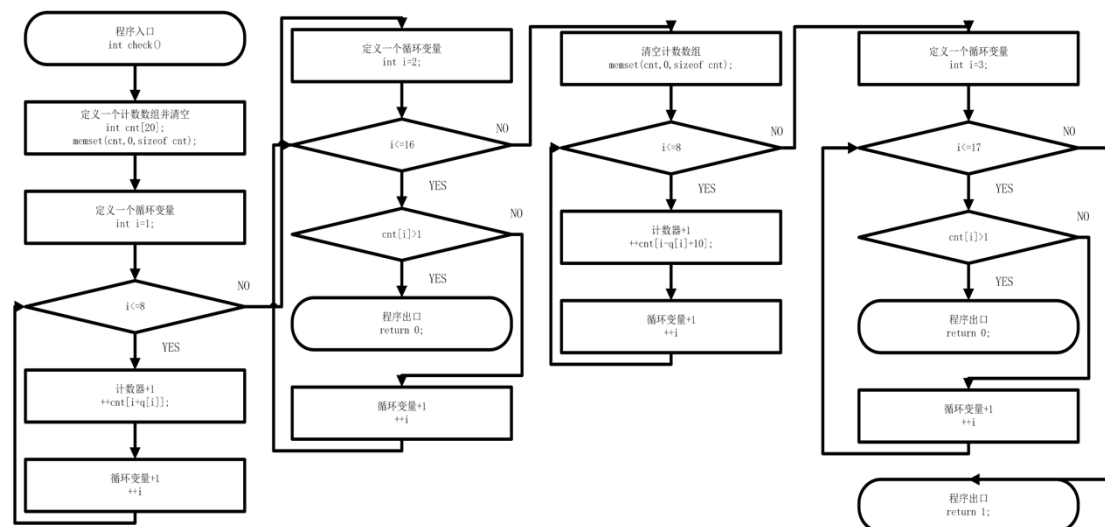 程序入口
int check()
定义一个计数数组并清空
int cnt[20];
memset(cnt,0,sizeof cnt);
定义一个循环变量
int i=1;
i<=8
NO
YES
计数器+1
++cnt[i+q[i]];
循环变量+1
++i
定义一个循环变量
int i=2;
i<=16
NO
YES
cnt[i]>1
NO
YES
程序出口
return 0;
循环变量+1
++i
清空计数数组
memset(cnt,0,sizeof cnt);
i<=8
NO
YES
计数器+1
++cnt[i-q[i]+10];
循环变量+1
++i
定义一个循环变量
int i=3;
i<=17
NO
YES
cnt[i]>1
NO
YES
程序出口
return 0;
循环变量+1
++i
程序出口
return 1;